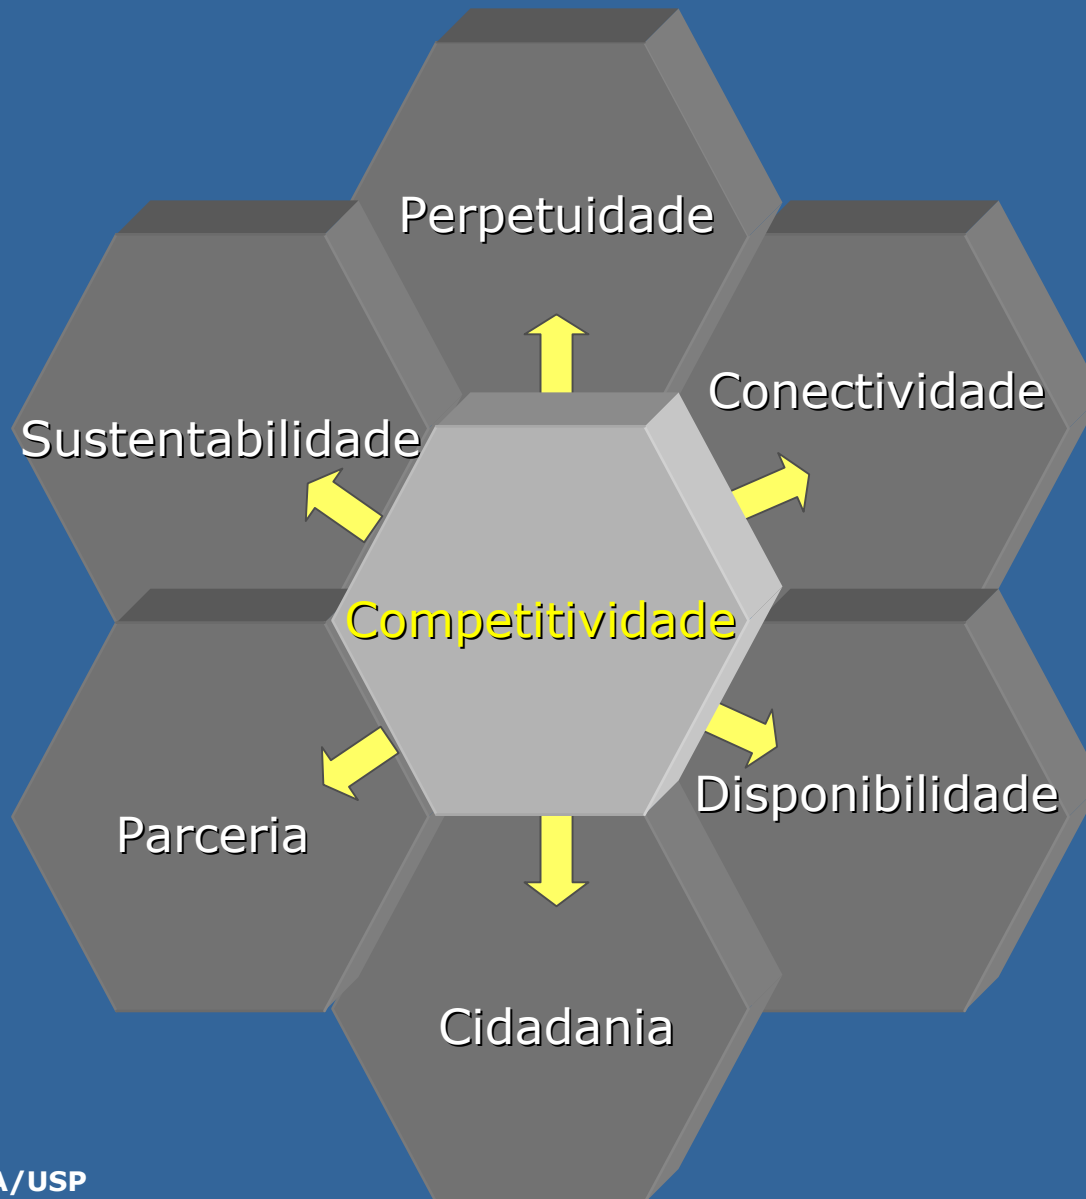 Perpetuidade
Conectividade
Sustentabilidade
Competitividade
Disponibilidade
Parceria
Cidadania
A/USP